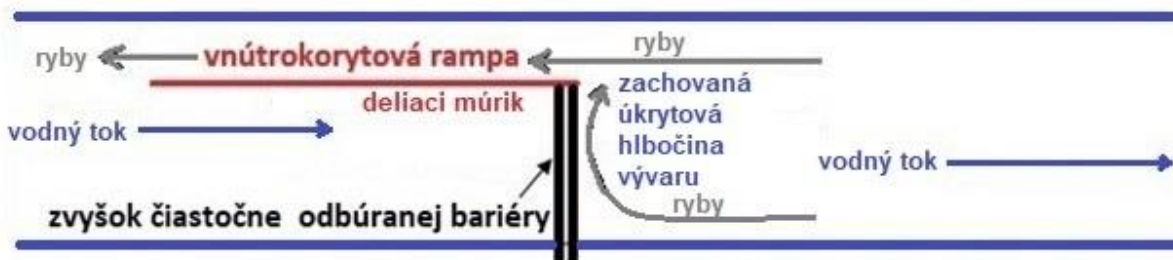 ryby
ryby
vnútrokorytová rampa
deliaci múrik
zachovaná
úkrytová
hlbočina
vývaru
vodný tok
vodný tok
zvyšok čiastočne odbúranej bariéry
ryby